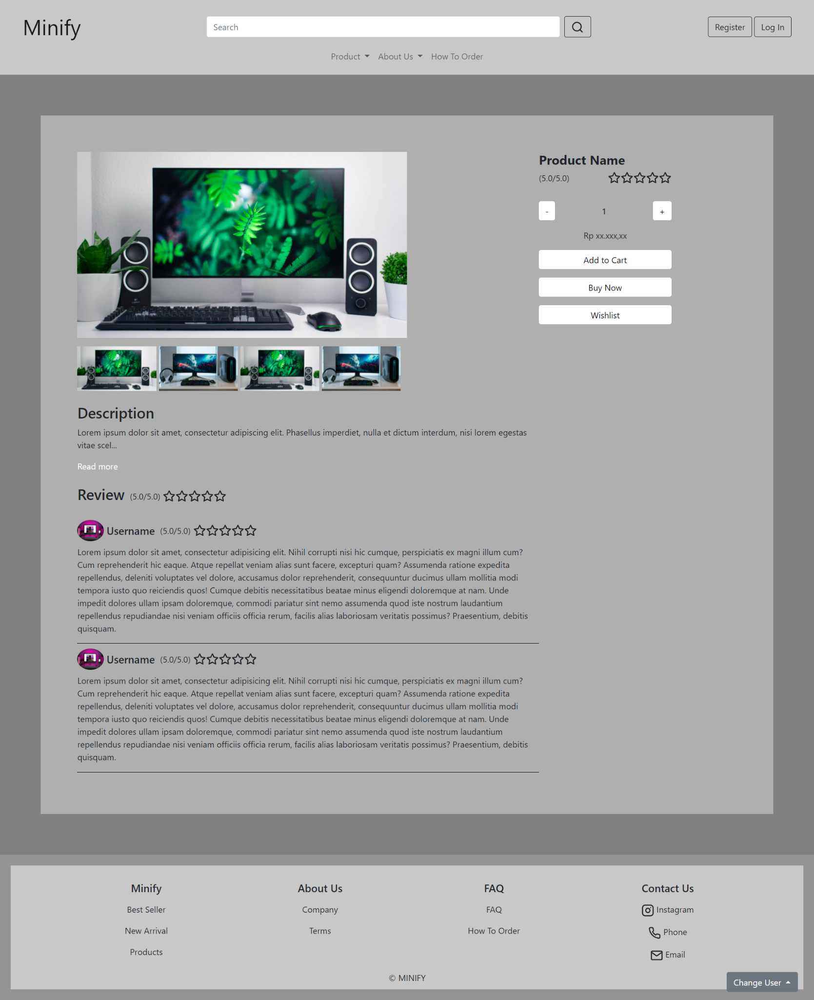 Minify
Search
Register
Log In
Product
About Us
How To Order
Product Name
(5.0/5.0)
-
1
+
Rp xx.xxx,xx
Add to Cart
Buy Now
Wishlist
Description
Lorem ipsum dolor sit amet, consectetur adipiscing elit. Phasellus imperdiet, nulla et dictum interdum, nisi lorem egestas
vitae scel...
Read more
Review (5.0/5.0)
Username (5.0/5.0)
Lorem ipsum dolor sit amet, consectetur adipisicing elit. Nihil corrupti nisi hic cumque, perspiciatis ex magni illum cum?
Cum reprehenderit hic eaque. Atque repellat veniam alias sunt facere, excepturi quam? Assumenda ratione expedita
repellendus, deleniti voluptates vel dolore, accusamus dolor reprehenderit, consequuntur ducimus ullam mollitia modi
tempora iusto quo reiciendis quos! Cumque debitis necessitatibus beatae minus eligendi doloremque at nam. Unde
impedit dolores ullam ipsam doloremque, commodi pariatur sint nemo assumenda quod iste nostrum laudantium
repellendus repudiandae nisi veniam officiis officia rerum, facilis alias laboriosam veritatis possimus? Praesentium, debitis
quisquam.
Username (5.0/5.0)
Lorem ipsum dolor sit amet, consectetur adipisicing elit. Nihil corrupti nisi hic cumque, perspiciatis ex magni illum cum?
Cum reprehenderit hic eaque. Atque repellat veniam alias sunt facere, excepturi quam? Assumenda ratione expedita
repellendus, deleniti voluptates vel dolore, accusamus dolor reprehenderit, consequuntur ducimus ullam mollitia modi
tempora iusto quo reiciendis quos! Cumque debitis necessitatibus beatae minus eligendi doloremque at nam. Unde
impedit dolores ullam ipsam doloremque, commodi pariatur sint nemo assumenda quod iste nostrum laudantium
repellendus repudiandae nisi veniam officiis officia rerum, facilis alias laboriosam veritatis possimus? Praesentium, debitis
quisquam.
Minify
Best Seller
New Arrival
Products
About Us
Company
Terms
FAQ
FAQ
How To Order
Contact Us
Instagram
Phone
Email
© MINIFY
Change User